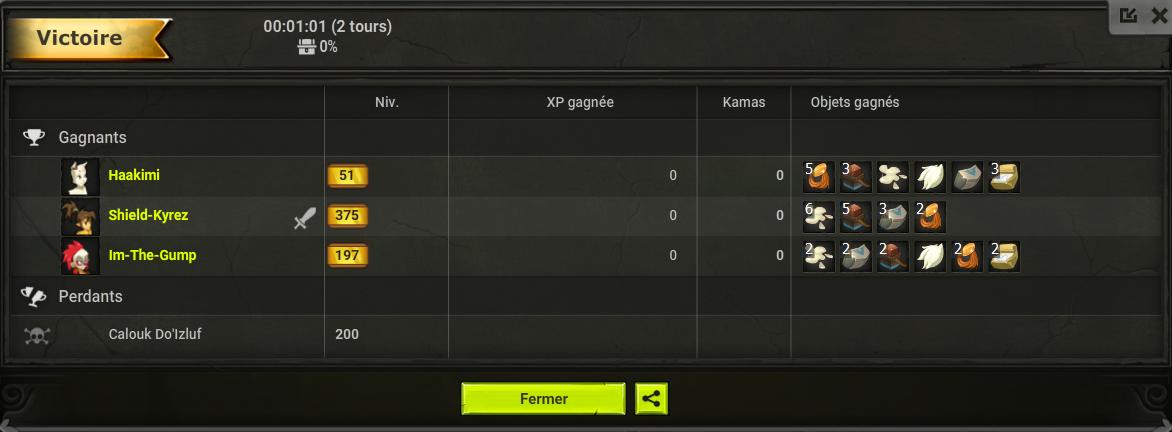 Victoire
00:01:01 (2 tours)
0%
Niv. XP gagnée Kamas Objets gagnés
Gagnants
Haakimi 51 0 0 5 3 3
Shield-Kyrez 375 0 0 6 5 3 2
Im-The-Gump 197 0 0 2 2 2 2 2
Perdants
Calouk Do'Izluf 200
Fermer